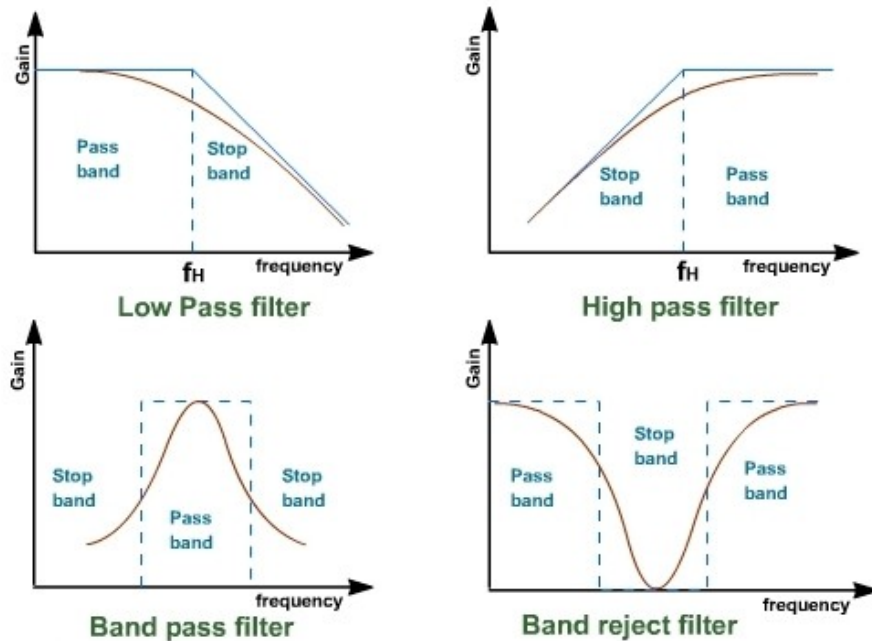 Gain
Pass
band
Stop
band
fH
frequency
Low Pass filter
Gain
Stop
band
Pass
band
fH
frequency
High pass filter
Gain
Stop
band
Pass
band
Stop
band
frequency
Band pass filter
Gain
Pass
band
Stop
band
Pass
band
frequency
Band reject filter